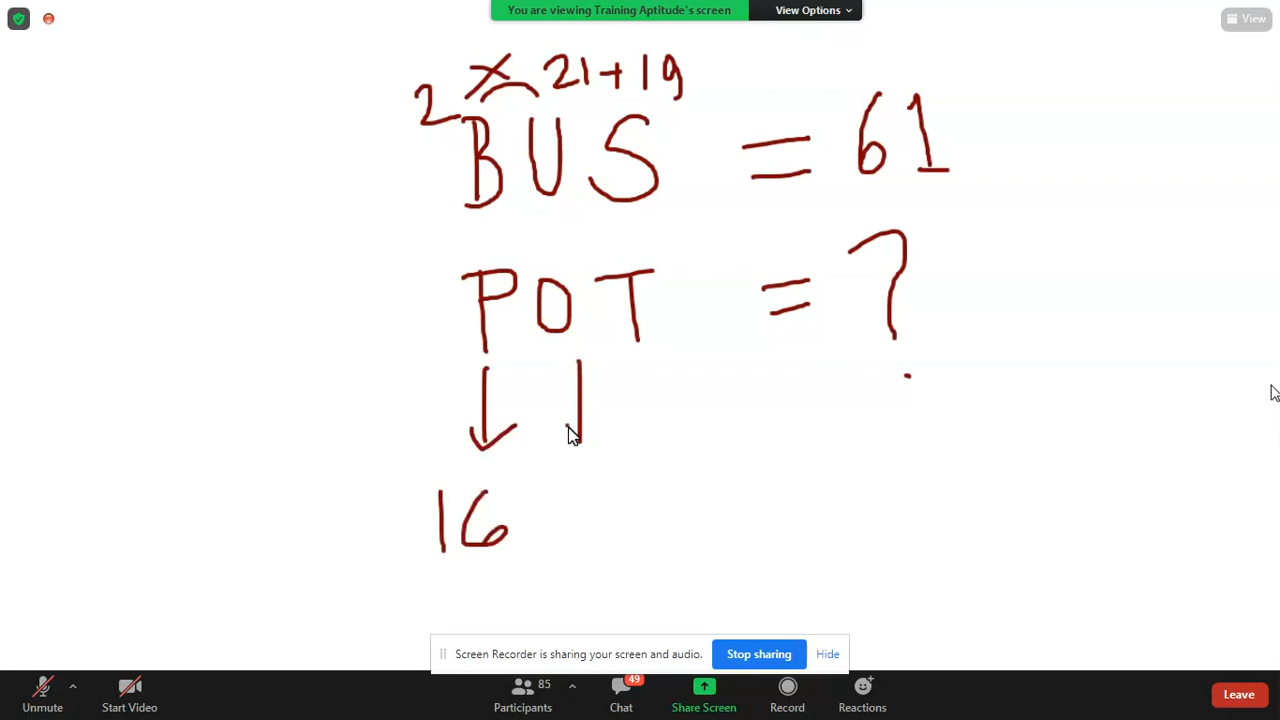 You are viewing Training Aptitude's screen
View Options
View
× 21+19
2
BUS = 61
POT = ?
16
Screen Recorder is sharing your screen and audio.
Stop sharing
Hide
Unmute
Start Video
85
Participants
49
Chat
Share Screen
Record
Reactions
Leave